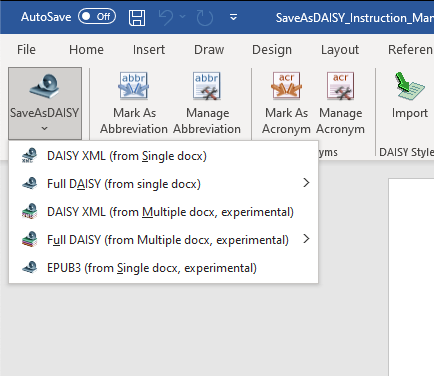 AutoSave Off SaveAsDAISY_Instruction_Mar
File Home Insert Draw Design Layout Referen
abbr abbr acr acr
SaveAsDAISY Mark As Manage Mark As Manage Import
Abbreviation Abbreviation Acronym Acronym
yms DAISY Style
DAISY XML (from Single docx)
Full DAISY (from single docx)
DAISY XML (from Multiple docx, experimental)
Full DAISY (from Multiple docx, experimental)
EPUB3 (from Single docx, experimental)